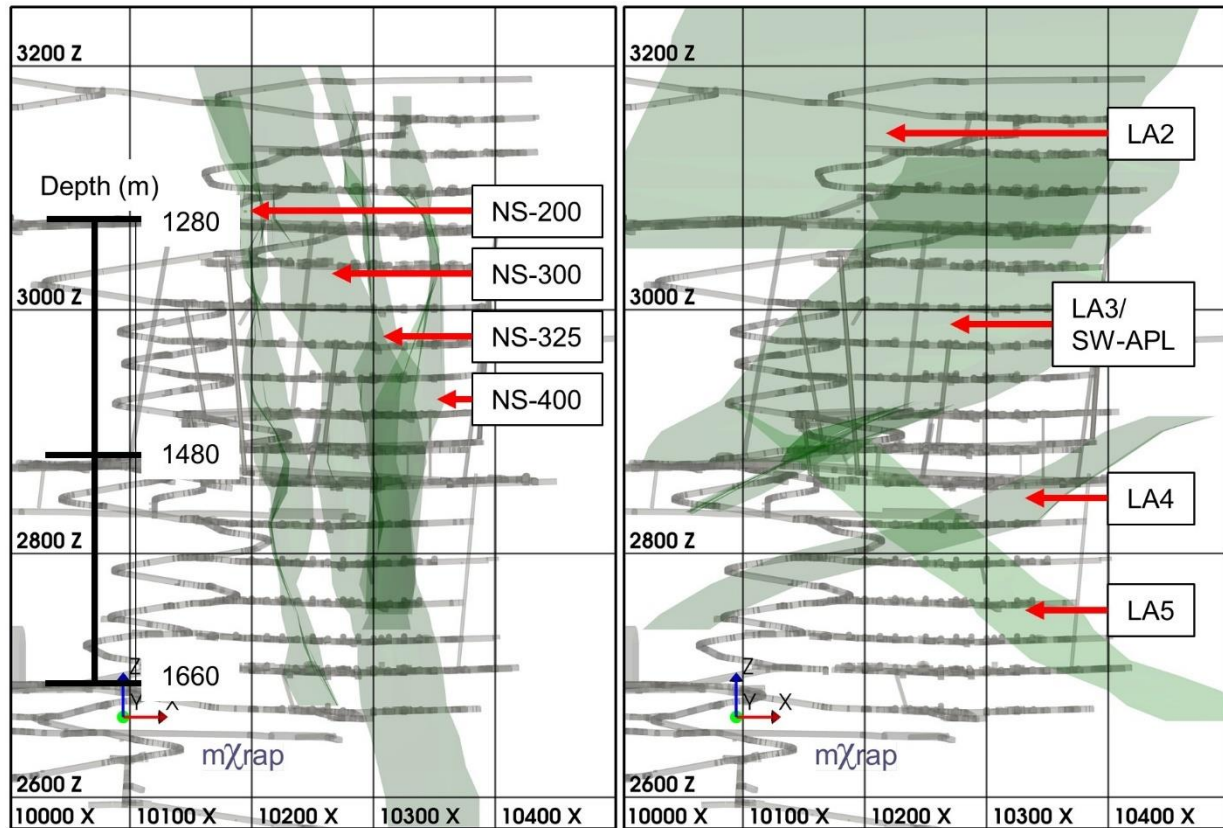 3200 Z
Depth (m)
1280
NS-200
NS-300
3000 Z
NS-325
NS-400
1480
2800 Z
1660
Z
Y
X
mχrap
2600 Z
10000 X
10100 X
10200 X
10300 X
10400 X
3200 Z
LA2
3000 Z
LA3/
SW-APL
LA4
2800 Z
LA5
Z
Y
X
mχrap
2600 Z
10000 X
10100 X
10200 X
10300 X
10400 X